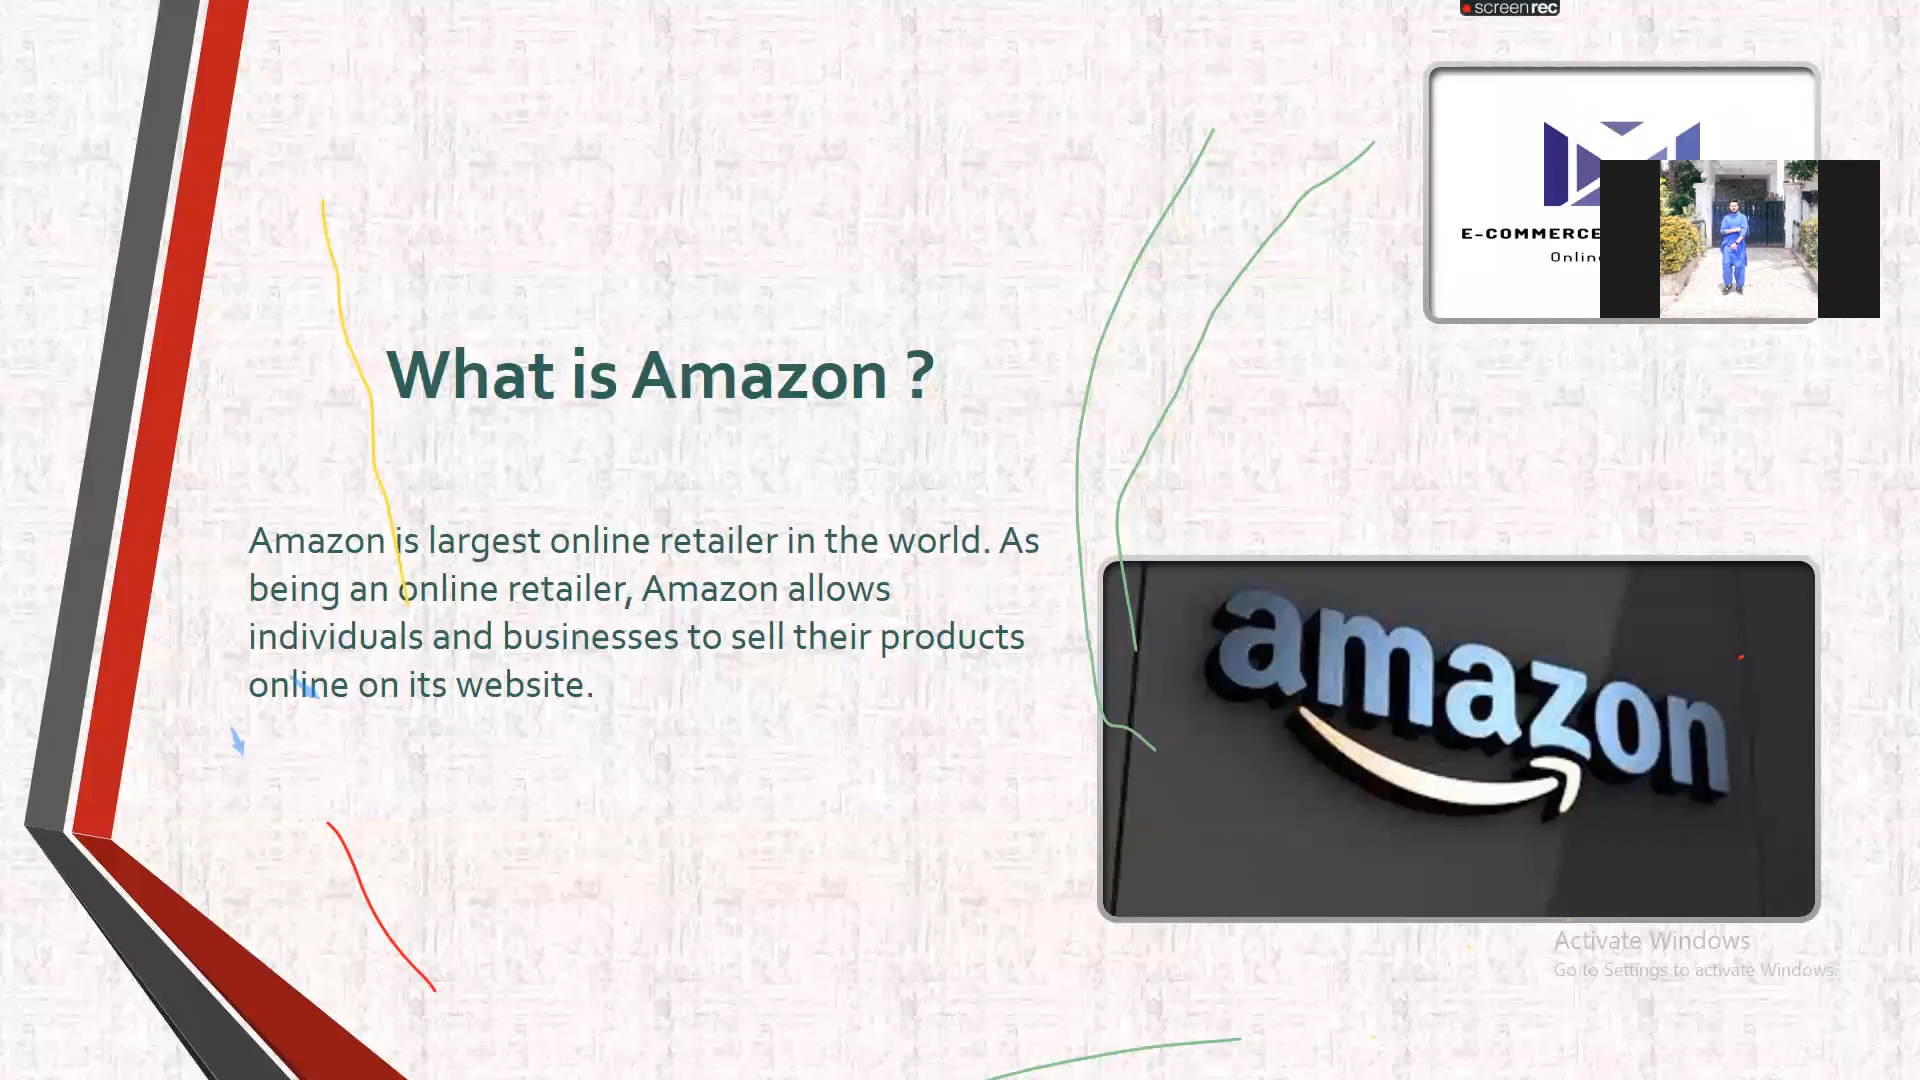 screenrec
E-COMMERCE
What is Amazon ?
Amazon is largest online retailer in the world. As
being an online retailer, Amazon allows
individuals and businesses to sell their products
online on its website.
amazon
Activate Windows
Go to Settings to activate Windows.